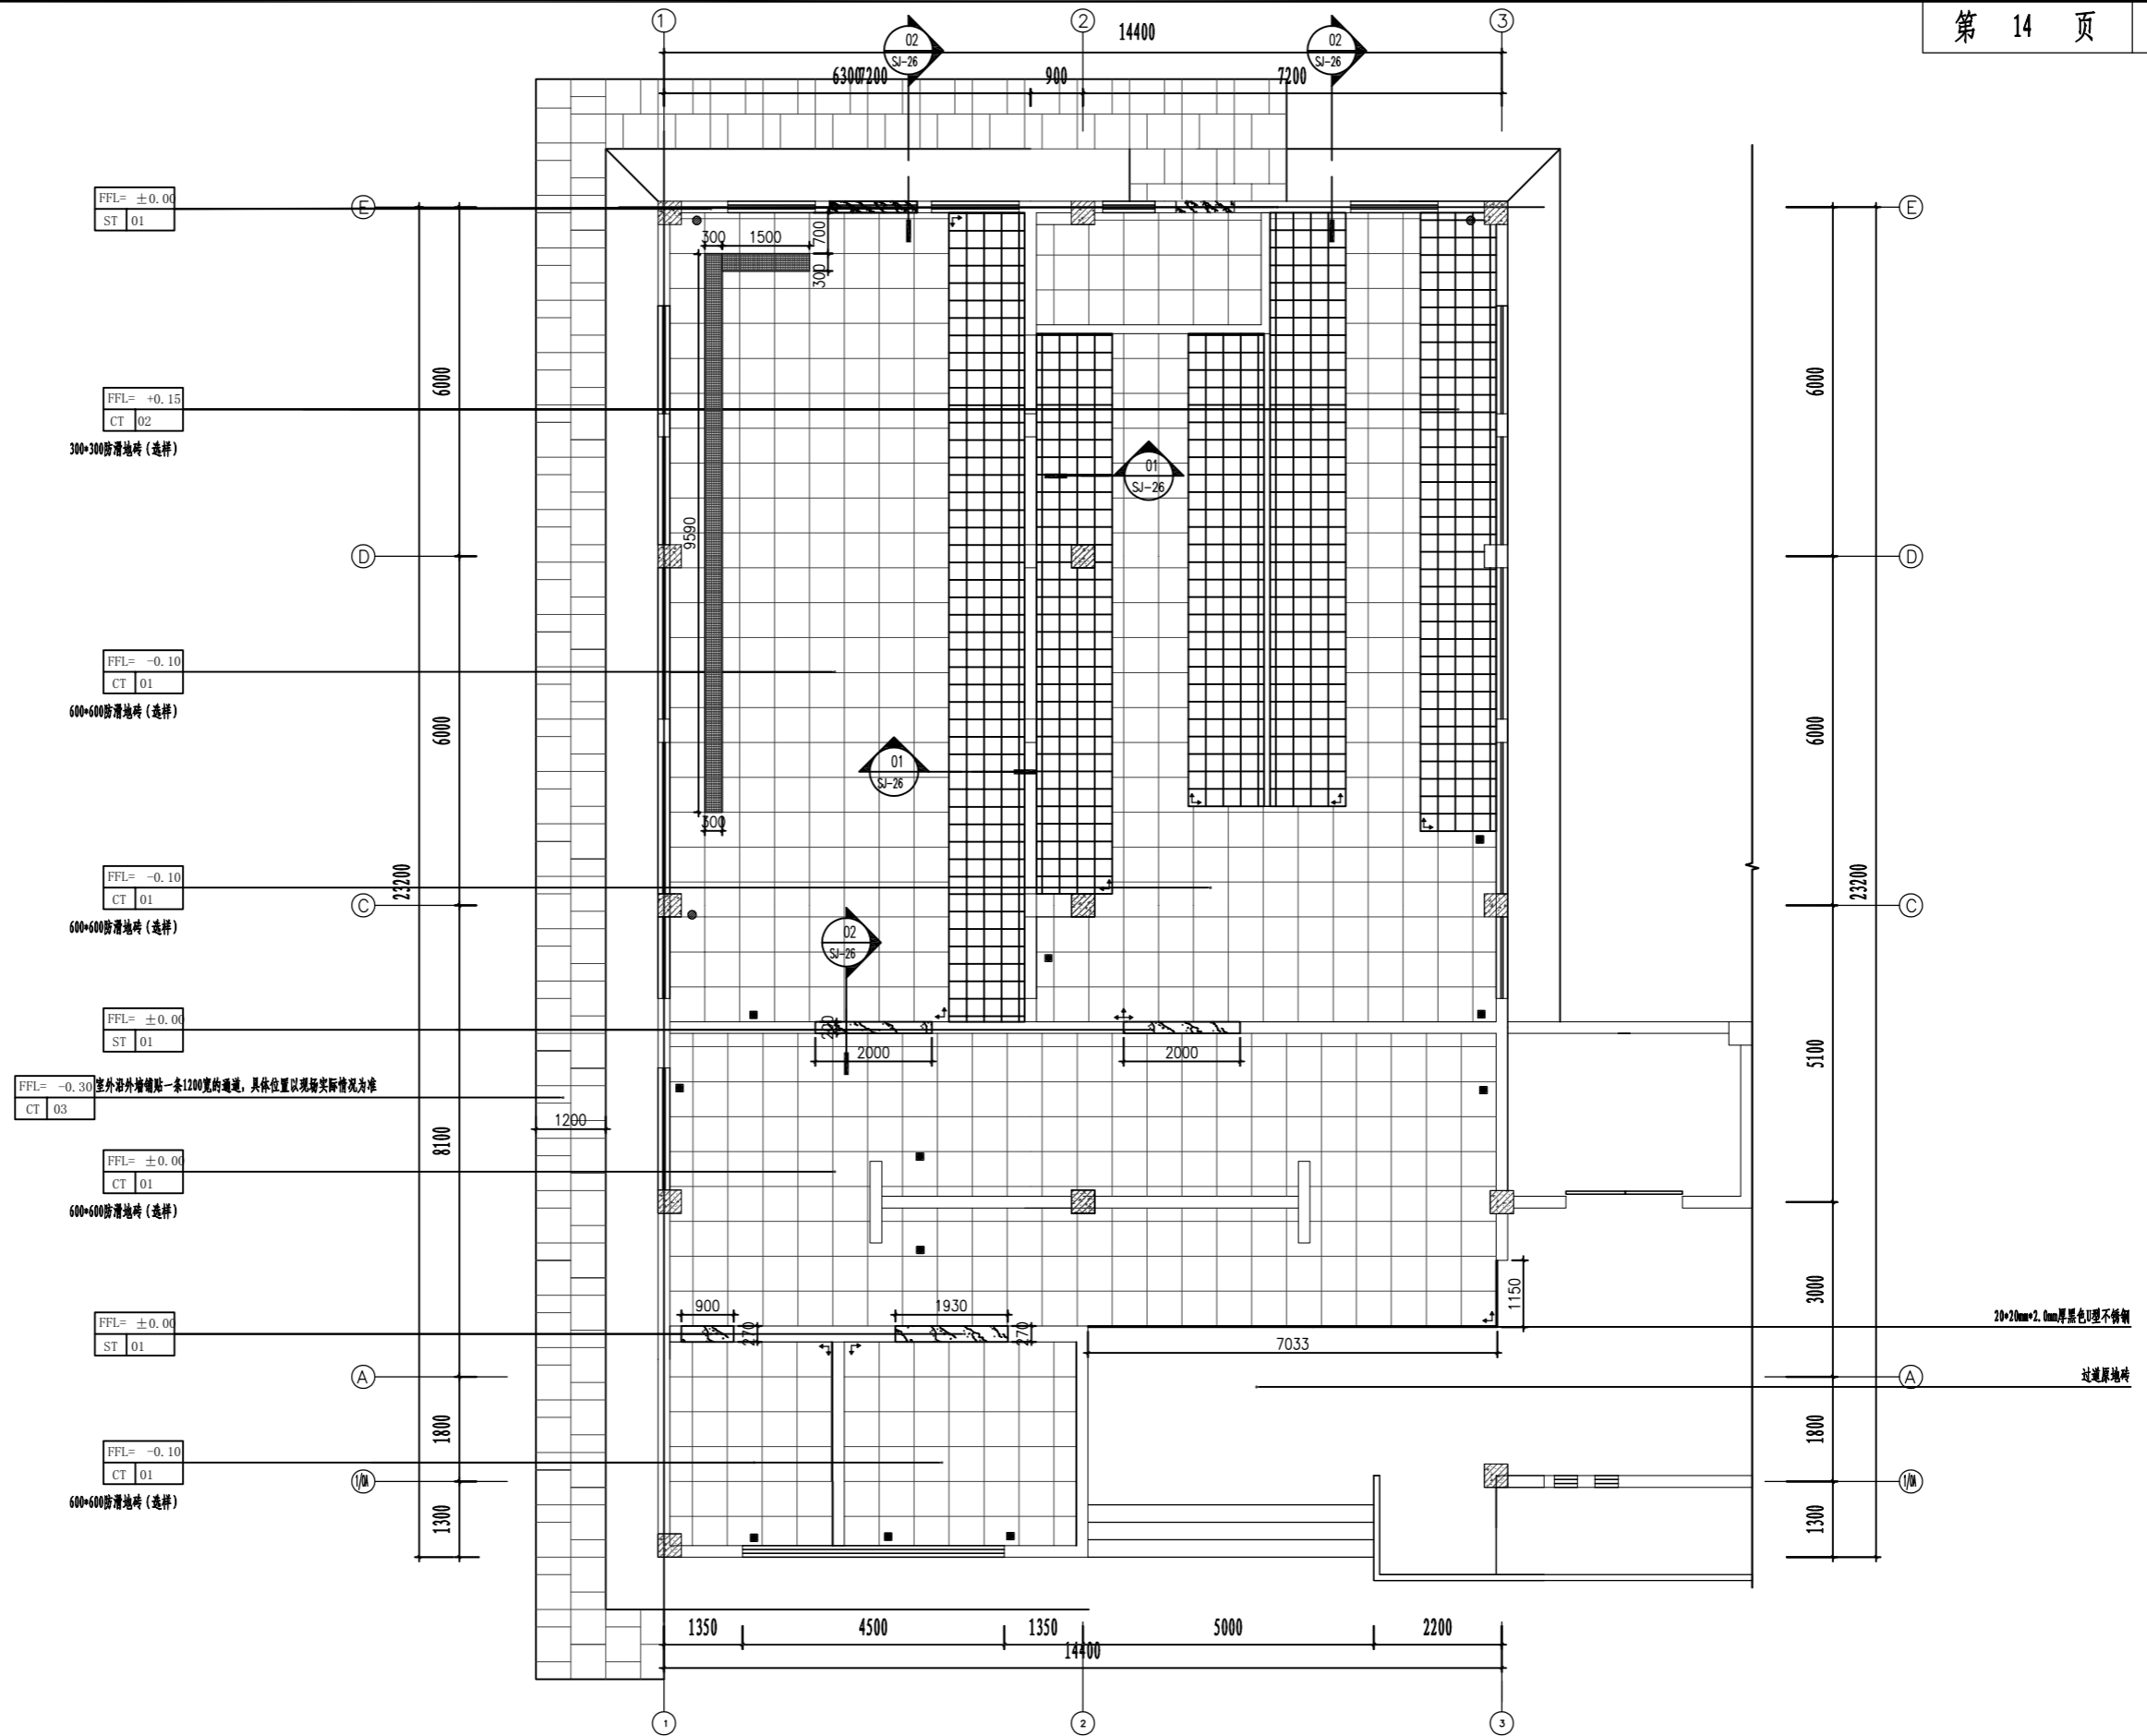 第 14 页
1
2
3
14400
02
SJ-26
02
SJ-26
6300
7200
900
7200
FFL= ±0.00
ST 01
E
E
300
1500
700
300
6000
6000
FFL= +0.15
CT 02
300*300防滑地砖(选样)
01
SJ-26
9590
D
D
FFL= -0.10
CT 01
600*600防滑地砖(选样)
6000
6000
01
SJ-26
300
FFL= -0.10
CT 01
600*600防滑地砖(选样)
23200
23200
C
C
02
SJ-26
FFL= ±0.00
ST 01
2000
2000
5100
FFL= -0.30
CT 03
室外沿外墙铺贴一条1200宽的通道,具体位置以现场实际情况为准
1200
8100
FFL= ±0.00
CT 01
600*600防滑地砖(选样)
900
1930
1150
3000
FFL= ±0.00
ST 01
270
270
7033
20*20mm*2.0mm厚黑色U型不锈钢
A
A
过道原地砖
1800
1800
FFL= -0.10
CT 01
600*600防滑地砖(选样)
1/0A
1/0A
1300
1300
1350
4500
1350
5000
2200
14400
1
2
3